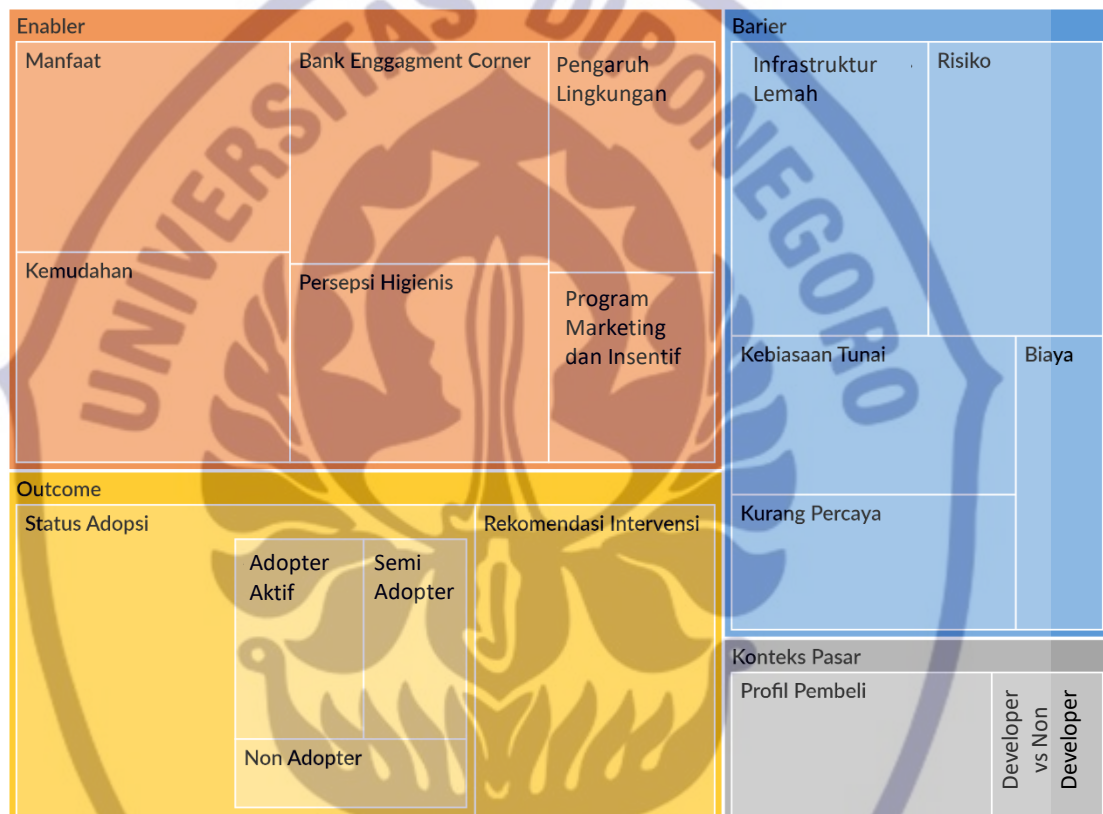 Enabler
Manfaat
Bank Enggagment Corner
Pengaruh
Lingkungan
Kemudahan
Persepsi Higienis
Program
Marketing
dan Insentif
Barier
Infrastruktur
Lemah
Risiko
Kebiasaan Tunai
Biaya
Kurang Percaya
Outcome
Status Adopsi
Adopter
Aktif
Semi
Adopter
Non Adopter
Rekomendasi Intervensi
Konteks Pasar
Profil Pembeli
Developer
vs Non
Developer
UNIVERSITAS DIPONEGORO